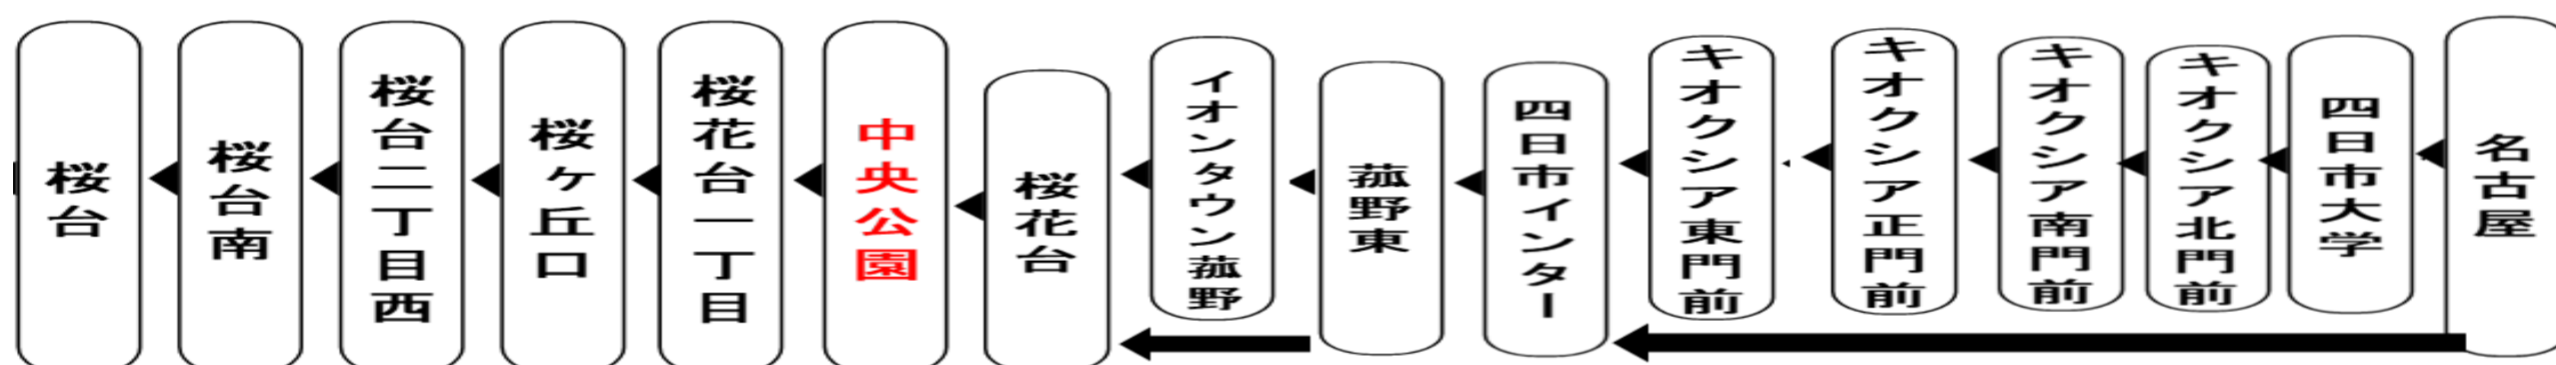 桜台
桜台南
桜台二丁目西
桜ヶ丘口
桜花台一丁目
中央公園
桜花台
イオンタウン菰野
菰野東
四日市インター
キオクシア東門前
キオクシア正門前
キオクシア南門前
キオクシア北門前
四日市大学
名古屋